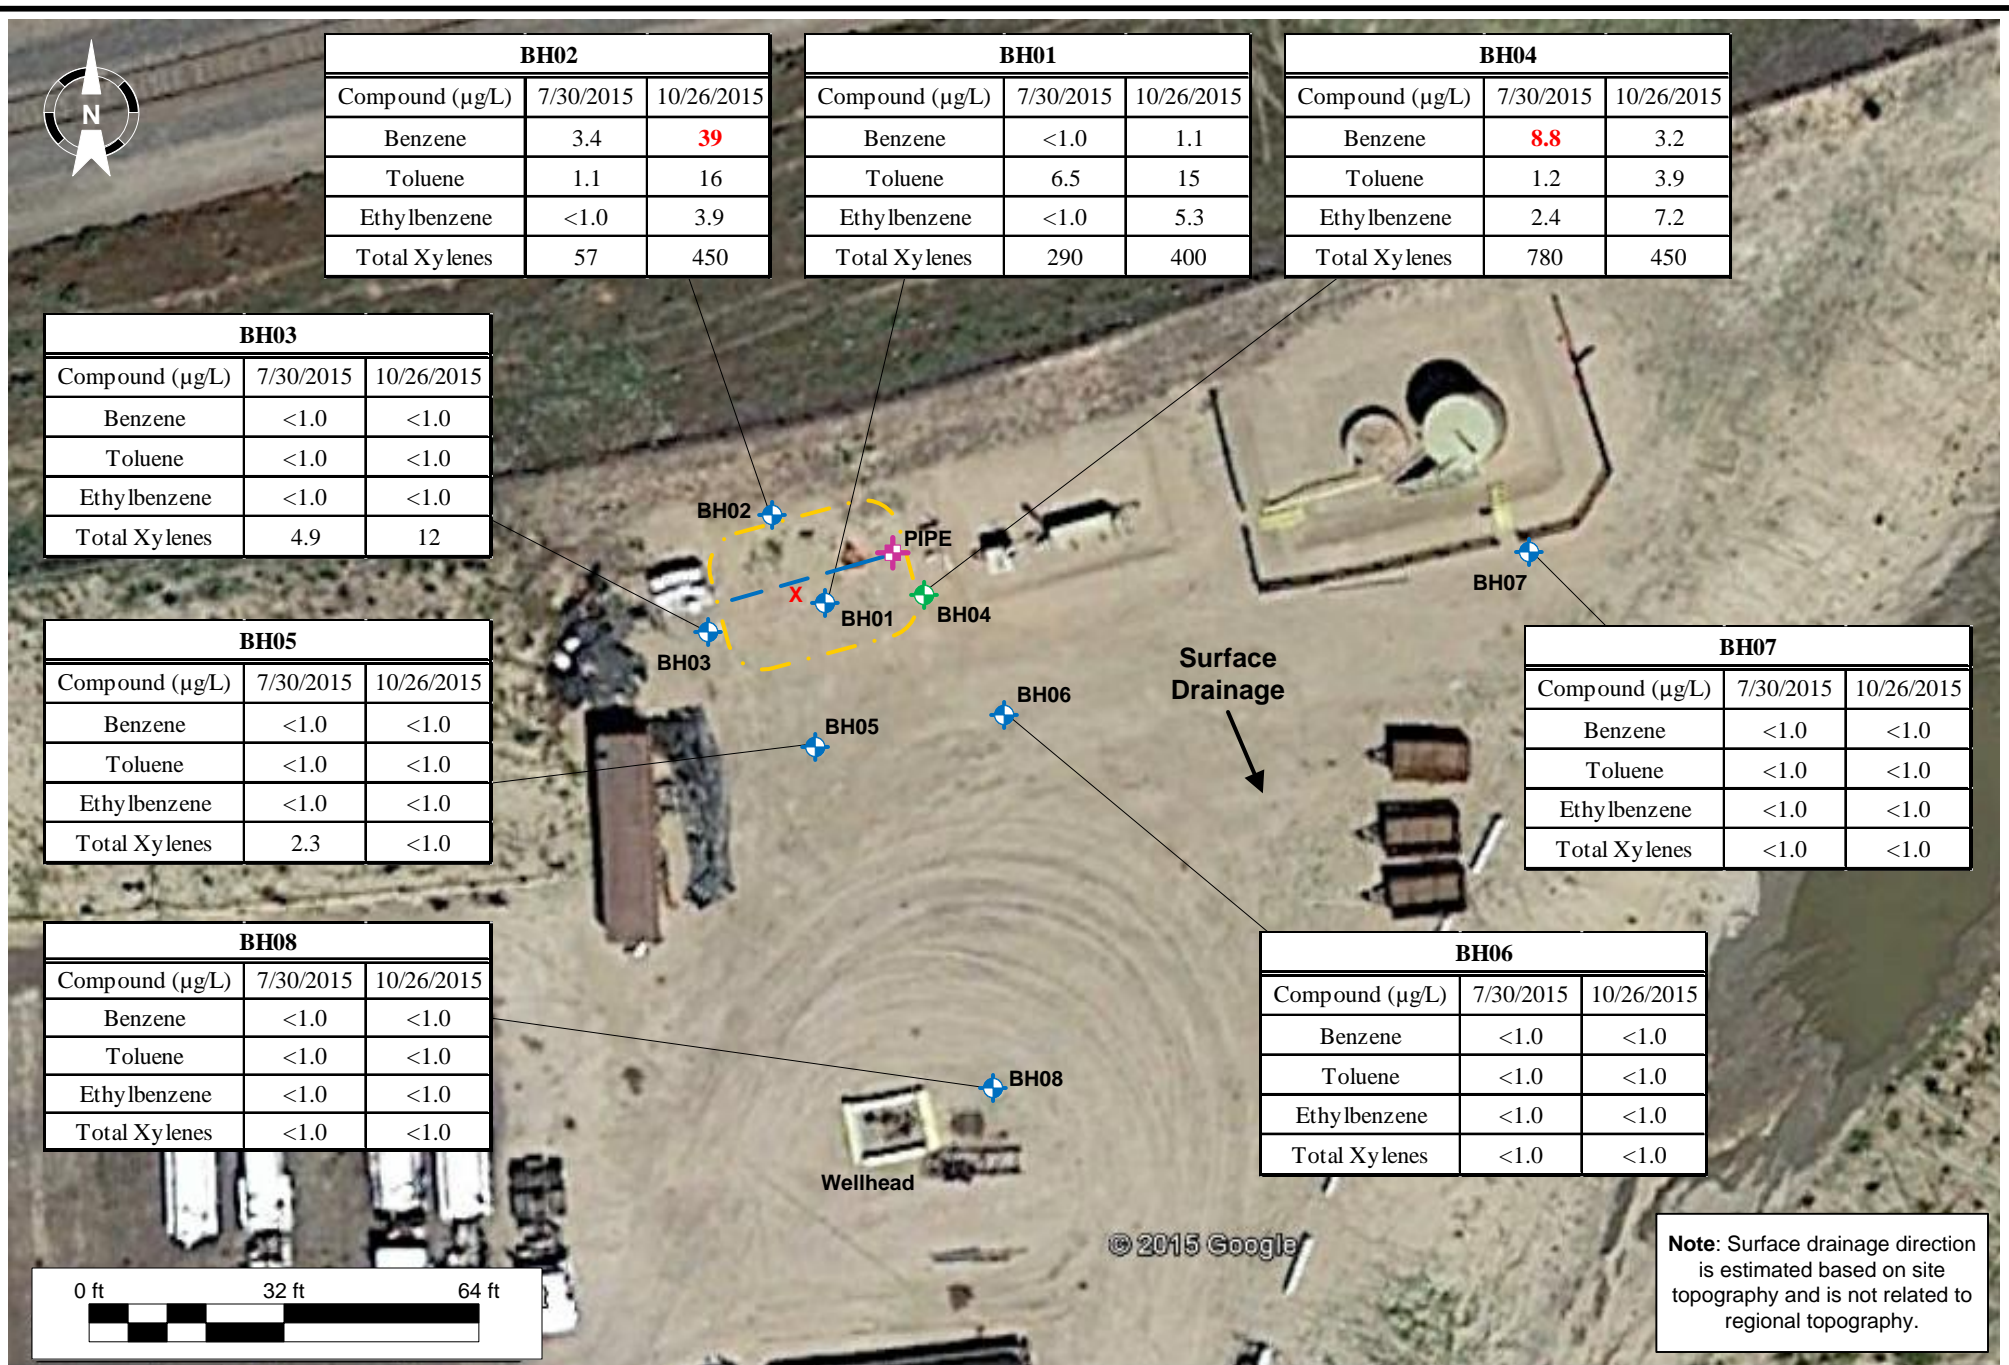 N
BH02
Compound (µg/L) 7/30/2015 10/26/2015
Benzene 3.4 39
Toluene 1.1 16
Ethylbenzene <1.0 3.9
Total Xylenes 57 450
BH01
Compound (µg/L) 7/30/2015 10/26/2015
Benzene <1.0 1.1
Toluene 6.5 15
Ethylbenzene <1.0 5.3
Total Xylenes 290 400
BH04
Compound (µg/L) 7/30/2015 10/26/2015
Benzene 8.8 3.2
Toluene 1.2 3.9
Ethylbenzene 2.4 7.2
Total Xylenes 780 450
BH03
Compound (µg/L) 7/30/2015 10/26/2015
Benzene <1.0 <1.0
Toluene <1.0 <1.0
Ethylbenzene <1.0 <1.0
Total Xylenes 4.9 12
BH02
PIPE
X
BH01
BH04
BH03
BH07
BH05
Compound (µg/L) 7/30/2015 10/26/2015
Benzene <1.0 <1.0
Toluene <1.0 <1.0
Ethylbenzene <1.0 <1.0
Total Xylenes 2.3 <1.0
BH05
BH06
Surface
Drainage
BH07
Compound (µg/L) 7/30/2015 10/26/2015
Benzene <1.0 <1.0
Toluene <1.0 <1.0
Ethylbenzene <1.0 <1.0
Total Xylenes <1.0 <1.0
BH08
Compound (µg/L) 7/30/2015 10/26/2015
Benzene <1.0 <1.0
Toluene <1.0 <1.0
Ethylbenzene <1.0 <1.0
Total Xylenes <1.0 <1.0
BH08
Wellhead
BH06
Compound (µg/L) 7/30/2015 10/26/2015
Benzene <1.0 <1.0
Toluene <1.0 <1.0
Ethylbenzene <1.0 <1.0
Total Xylenes <1.0 <1.0
© 2015 Google
0 ft 32 ft 64 ft
Note: Surface drainage direction
is estimated based on site
topography and is not related to
regional topography.